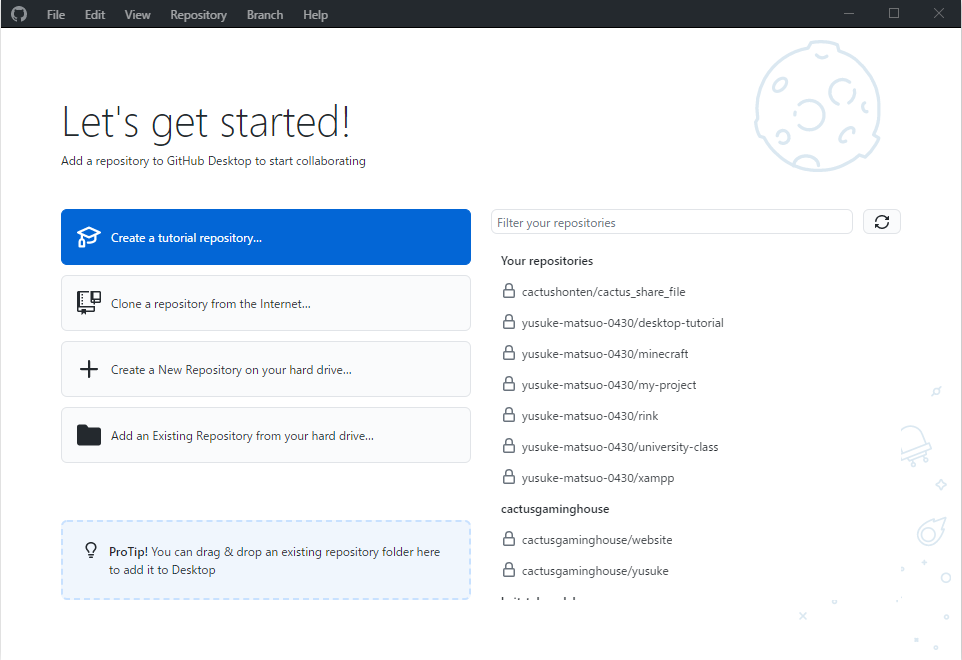 File Edit View Repository Branch Help
Let's get started!
Add a repository to GitHub Desktop to start collaborating
Create a tutorial repository...
Clone a repository from the Internet...
Create a New Repository on your hard drive...
Add an Existing Repository from your hard drive...
ProTip! You can drag & drop an existing repository folder here
to add it to Desktop
Filter your repositories
Your repositories
cactushonten/cactus_share_file
yusuke-matsuo-0430/desktop-tutorial
yusuke-matsuo-0430/minecraft
yusuke-matsuo-0430/my-project
yusuke-matsuo-0430/rink
yusuke-matsuo-0430/university-class
yusuke-matsuo-0430/xampp
cactusgaminghouse
cactusgaminghouse/website
cactusgaminghouse/yusuke